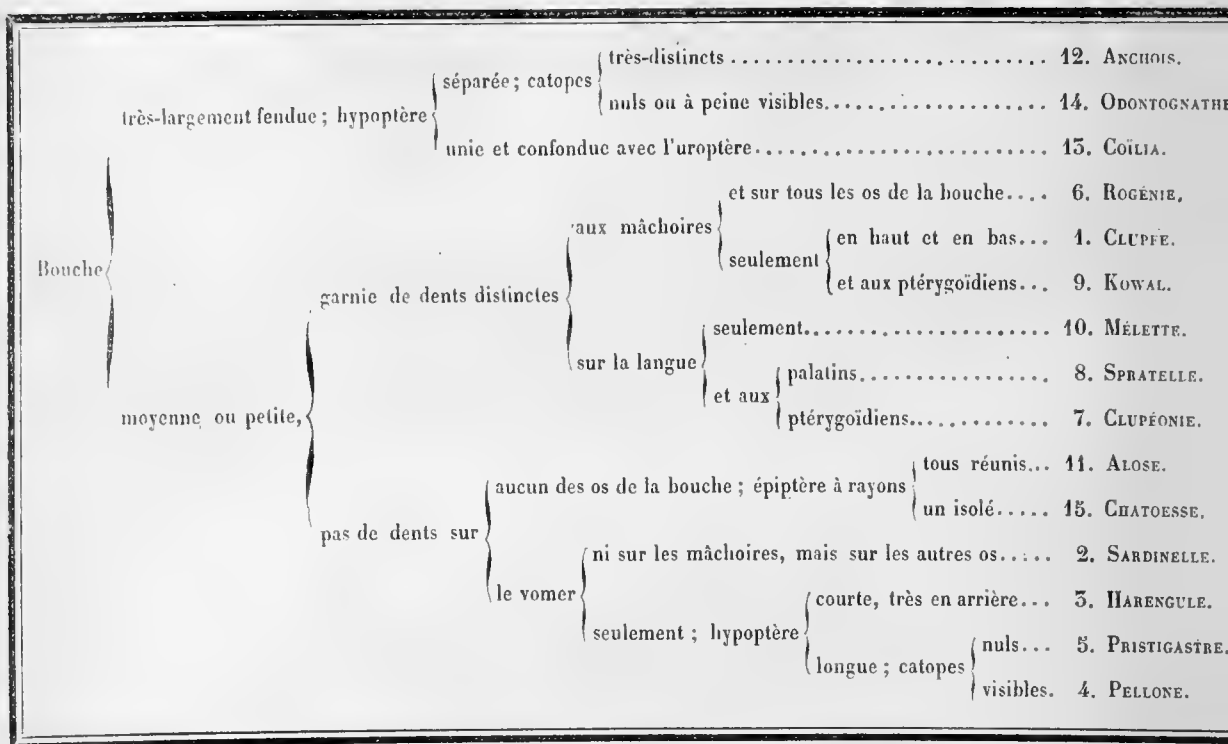 très-distincts ............................ 12. ANCHOIS.
séparée ; catopes
nuls ou à peine visibles. ................... 14. ODONTOGNATHE
très-largement fendue ; hypoptère
unie et confondue avec l'uroptère. ......................... 13. COÏLIA.
et sur tous les os de la bouche.... 6. ROGÉNIE.
aux mâchoires
en haut et en bas... 1. CLUPÉE.
seulement
Bouche
et aux ptérygoïdiens... 9. KOWAL.
garnie de dents distinctes
seulement. ....................... 10. MÉLETTE.
sur la langue
palatins. ................ 8. SPRATELLE.
et aux
moyenne ou petite,
ptérygoïdiens. ............ 7. CLUPÉONIE.
tous réunis... 11. ALOSE.
aucun des os de la bouche ; épiptère à rayons
un isolé..... 15. CHATOESSE.
pas de dents sur
ni sur les mâchoires, mais sur les autres os..... 2. SARDINELLE.
le vomer
courte, très en arrière... 3. HARENGULE.
seulement ; hypoptère
nuls... 5. PRISTIGASTRE.
longue ; catopes
visibles. 4. PELLONE.